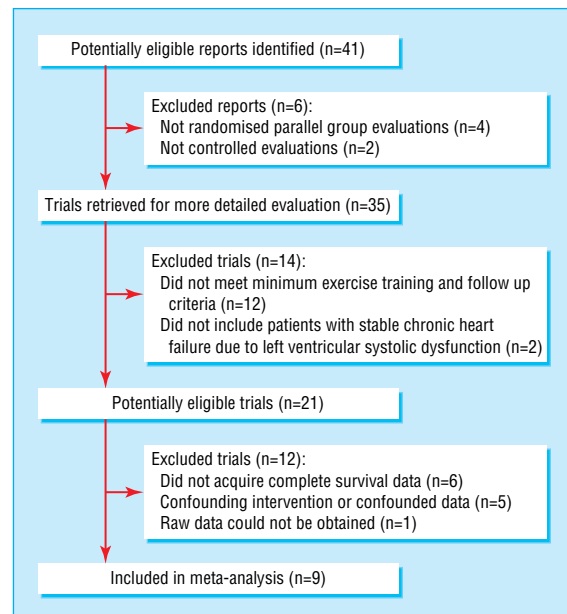 Potentially eligible reports identified (n=41)
Excluded reports (n=6):
Not randomised parallel group evaluations (n=4)
Not controlled evaluations (n=2)
Trials retrieved for more detailed evaluation (n=35)
Excluded trials (n=14):
Did not meet minimum exercise training and follow up
criteria (n=12)
Did not include patients with stable chronic heart
failure due to left ventricular systolic dysfunction (n=2)
Potentially eligible trials (n=21)
Excluded trials (n=12):
Did not acquire complete survival data (n=6)
Confounding intervention or confounded data (n=5)
Raw data could not be obtained (n=1)
Included in meta-analysis (n=9)